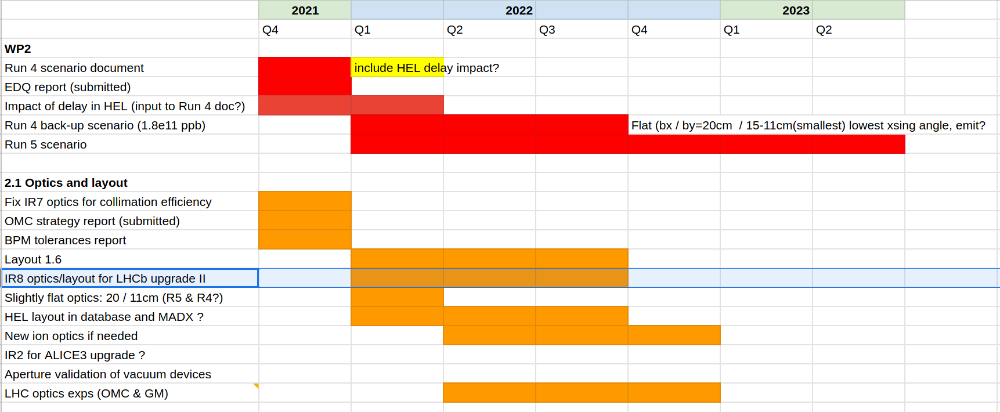 2021 2022 2023
Q4 Q1 Q2 Q3 Q4 Q1 Q2
WP2
Run 4 scenario document include HEL delay impact?
EDQ report (submitted)
Impact of delay in HEL (input to Run 4 doc?)
Run 4 back-up scenario (1.8e11 ppb) Flat (bx / by=20cm  / 15-11cm(smallest) lowest xsing angle, emit?
Run 5 scenario
2.1 Optics and layout
Fix IR7 optics for collimation efficiency
OMC strategy report (submitted)
BPM tolerances report
Layout 1.6
IR8 optics/layout for LHCb upgrade II
Slightly flat optics: 20 / 11cm (R5 & R4?)
HEL layout in database and MADX ?
New ion optics if needed
IR2 for ALICE3 upgrade ?
Aperture validation of vacuum devices
LHC optics exps (OMC & GM)